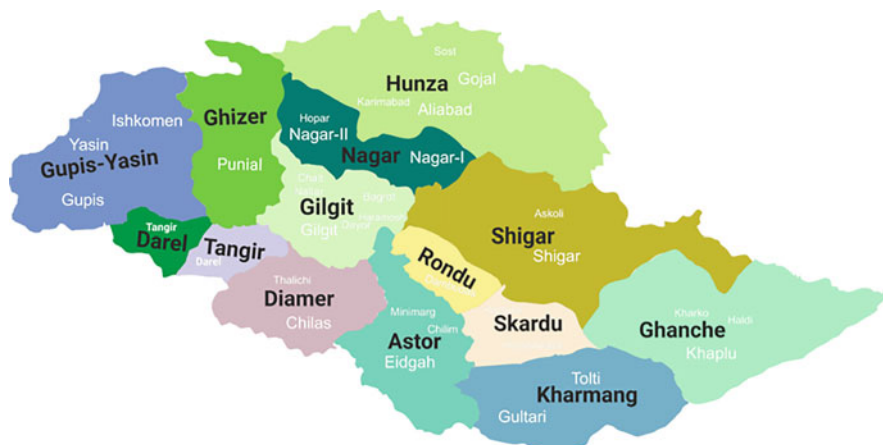 Sost
Hunza
Gojal
Karimabad
Aliabad
Ghizer
Ishkomen
Hopar
Nagar-II
Yasin
Nagar
Nagar-I
Gupis-Yasin
Punial
Gupis
Gilgit
Gilgit
Haramosh
Askoli
Shigar
Shigar
Tangir
Darel
Tangir
Darel
Rondu
Thalichi
Diamer
Chilas
Minimarg
Chilim
Astor
Eidgah
Skardu
Kharko
Haldi
Ghanche
Khaplu
Tolti
Kharmang
Gultari